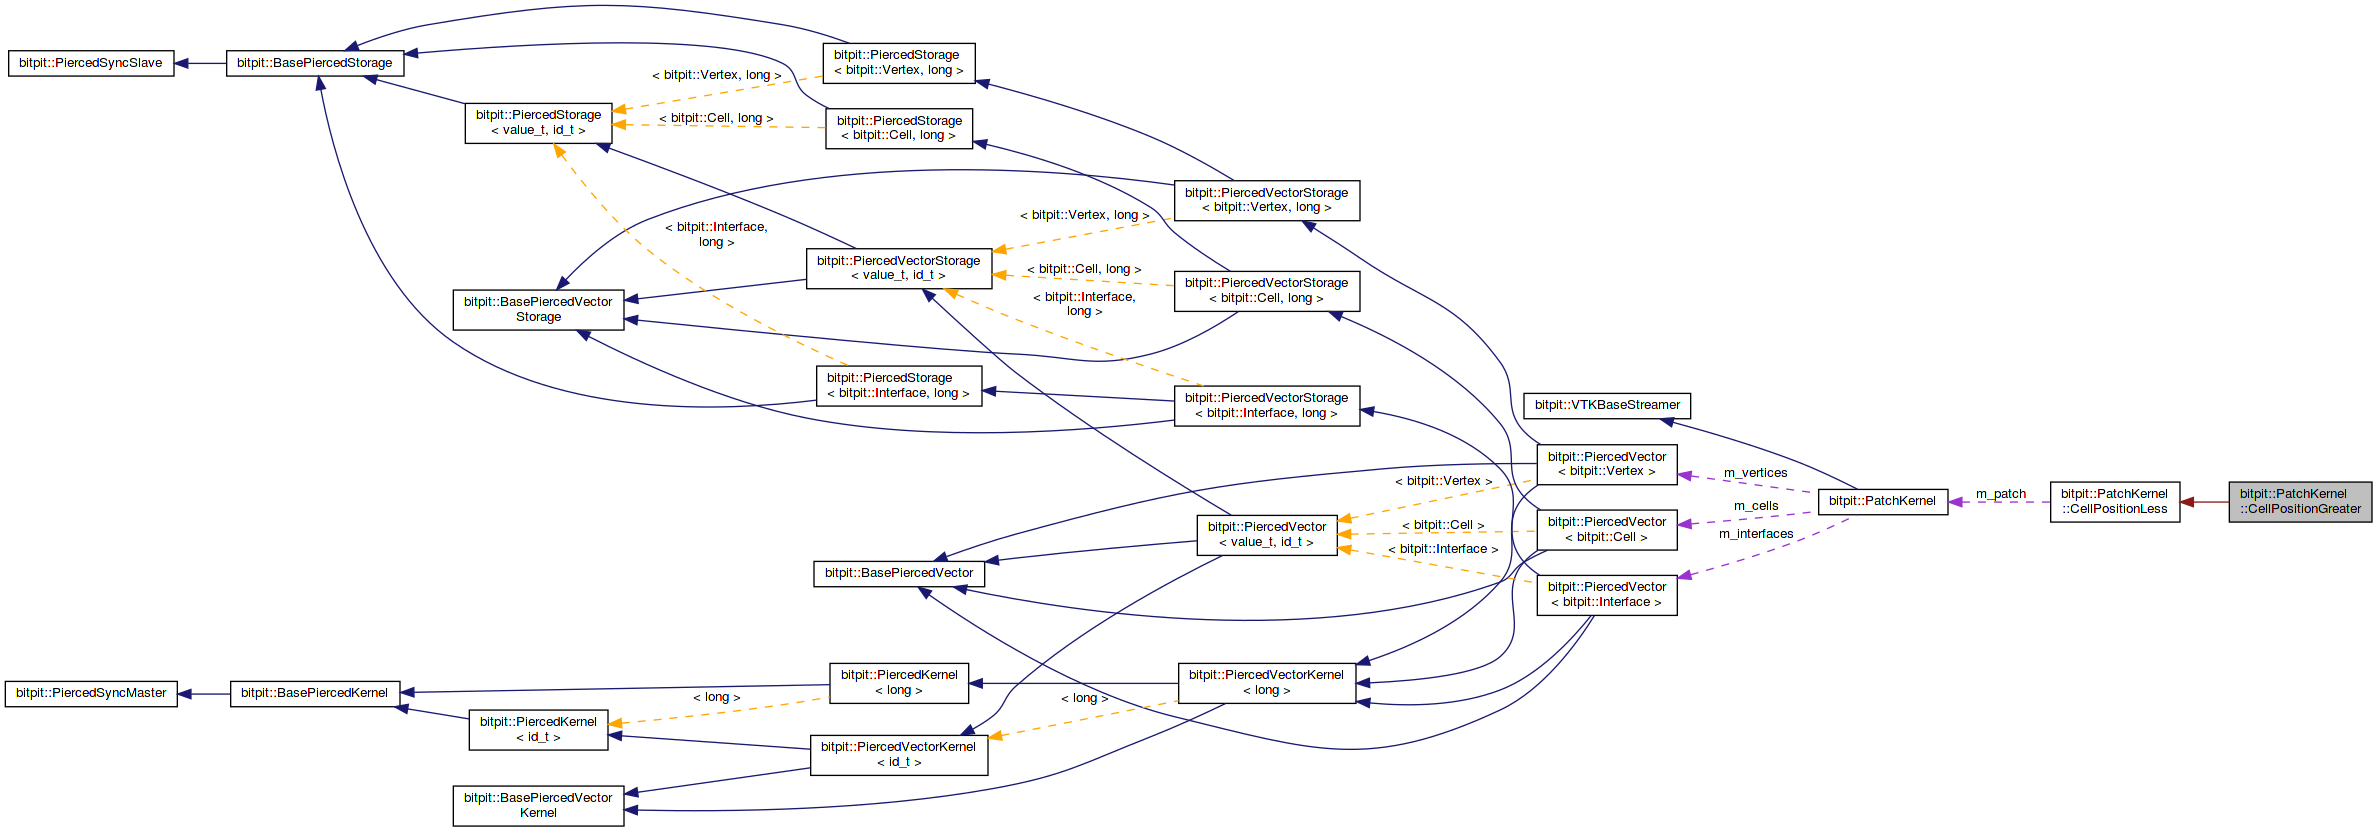 bitpit::PiercedSyncSlave
bitpit::BasePiercedStorage
bitpit::PiercedStorage
< bitpit::Vertex, long >
< bitpit::Vertex, long >
bitpit::PiercedStorage
< value_t, id_t >
< bitpit::Cell, long >
bitpit::PiercedStorage
< bitpit::Cell, long >
bitpit::PiercedVectorStorage
< bitpit::Vertex, long >
< bitpit::Vertex, long >
< bitpit::Interface,
long >
bitpit::PiercedVectorStorage
< value_t, id_t >
< bitpit::Cell, long >
bitpit::PiercedVectorStorage
< bitpit::Cell, long >
bitpit::BasePiercedVector
Storage
< bitpit::Interface,
long >
bitpit::PiercedStorage
< bitpit::Interface, long >
bitpit::PiercedVectorStorage
< bitpit::Interface, long >
bitpit::VTKBaseStreamer
bitpit::PiercedVector
< bitpit::Vertex >
m_vertices
< bitpit::Vertex >
bitpit::PatchKernel
m_patch
bitpit::PatchKernel
::CellPositionLess
bitpit::PatchKernel
::CellPositionGreater
m_cells
bitpit::PiercedVector
< value_t, id_t >
< bitpit::Cell >
bitpit::PiercedVector
< bitpit::Cell >
m_interfaces
< bitpit::Interface >
bitpit::BasePiercedVector
bitpit::PiercedVector
< bitpit::Interface >
bitpit::PiercedSyncMaster
bitpit::BasePiercedKernel
bitpit::PiercedKernel
< long >
bitpit::PiercedVectorKernel
< long >
< long >
< long >
bitpit::PiercedKernel
< id_t >
bitpit::PiercedVectorKernel
< id_t >
bitpit::BasePiercedVector
Kernel